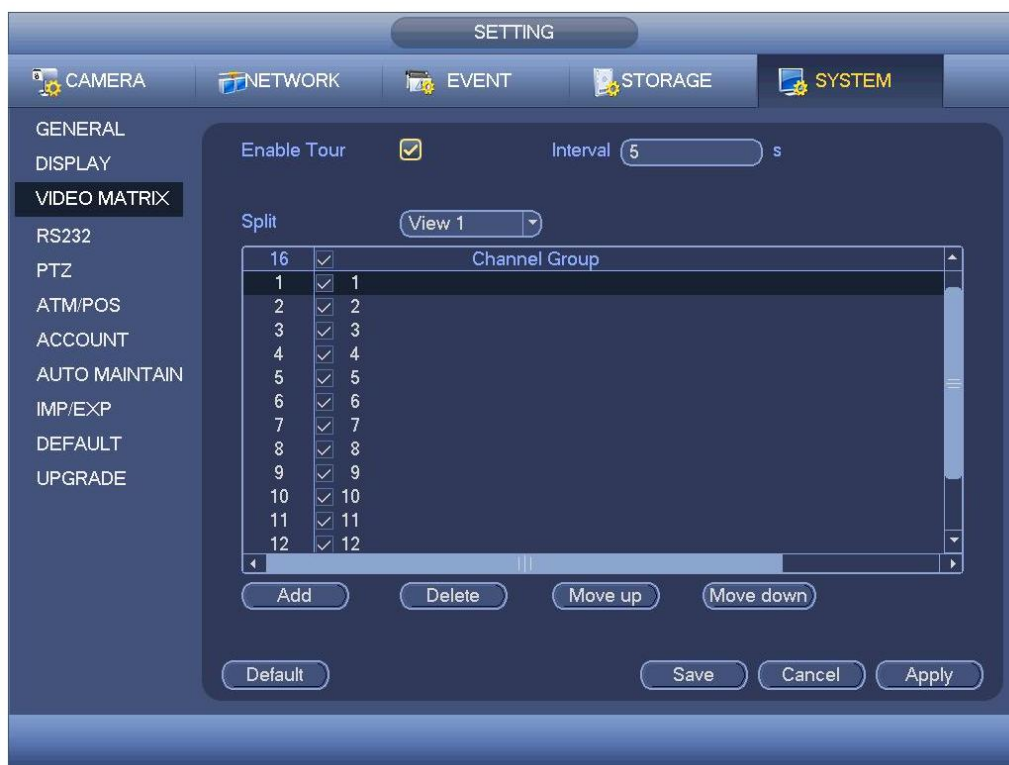 SETTING
CAMERA NETWORK EVENT STORAGE SYSTEM
GENERAL
DISPLAY
VIDEO MATRIX
RS232
PTZ
ATM/POS
ACCOUNT
AUTO MAINTAIN
IMP/EXP
DEFAULT
UPGRADE
Enable Tour Interval 5 s
Split View 1
16 Channel Group
1 1
2 2
3 3
4 4
5 5
6 6
7 7
8 8
9 9
10 10
11 11
12 12
Add Delete Move up Move down
Default Save Cancel Apply